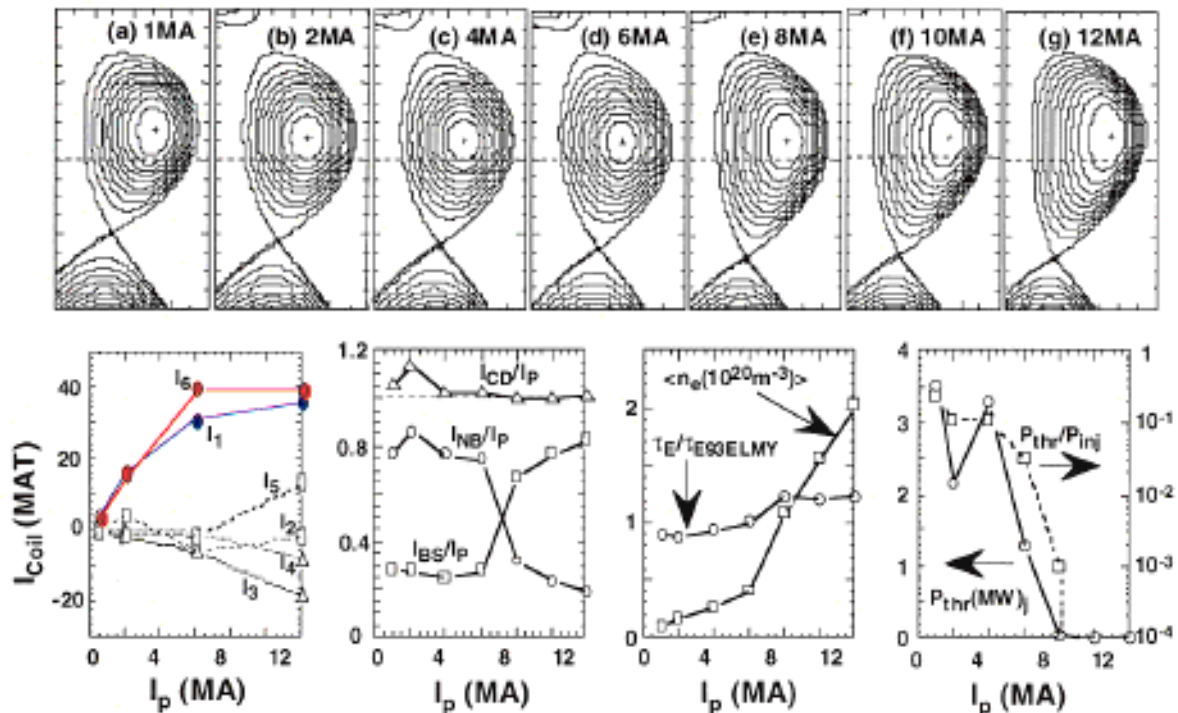 (a) 1MA
(b) 2MA
(c) 4MA
(d) 6MA
(e) 8MA
(f) 10MA
(g) 12MA
I_Coil (MAT)
40
20
0
-20
I_6
I_1
I_5
I_2
I_4
I_3
0 4 8 12
I_p (MA)
1.2
0.8
0.4
0
I_CD/I_P
I_NB/I_P
I_BS/I_P
0 4 8 12
I_p (MA)
2
1
0
<n_e(10^20m^-3)>
τ_E/τ_E93ELMY
0 4 8 12
I_p (MA)
4
3
2
1
0
P_thr/P_inj
P_thr(MW)_j
1
10^-1
10^-2
10^-3
10^-4
0 4 8 12
I_p (MA)